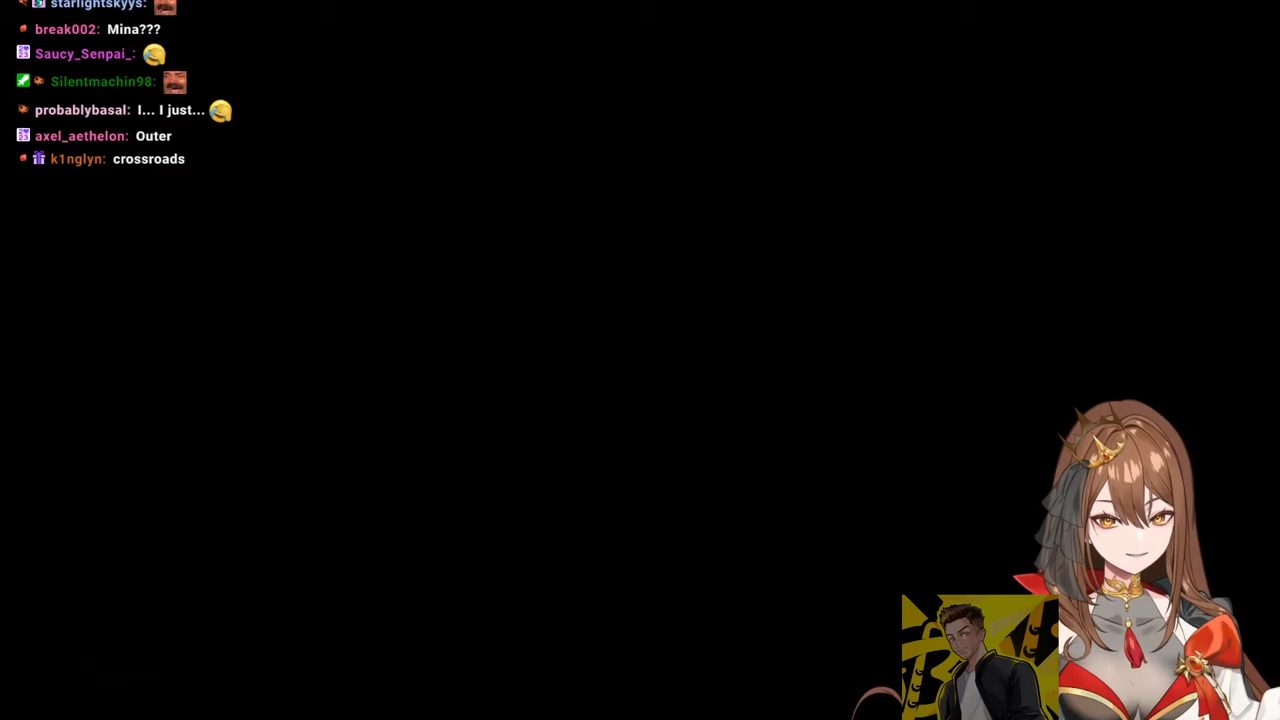 starlightskyys:
break002: Mina???
Saucy_Senpai_:
Silentmachin98:
probablybasal: I... I just...
axel_aethelon: Outer
k1nglyn: crossroads